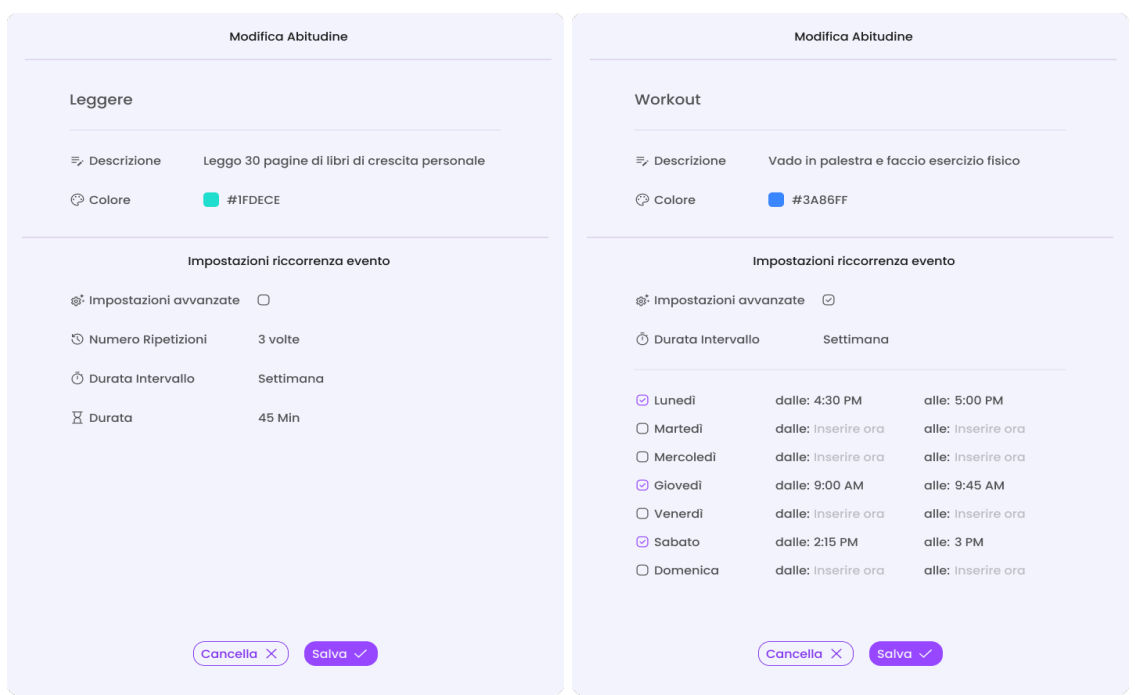 Modifica Abitudine
Leggere
Descrizione Leggo 30 pagine di libri di crescita personale
Colore #1FDECE
Impostazioni riccorrenza evento
Impostazioni avvanzate
Numero Ripetizioni 3 volte
Durata Intervallo Settimana
Durata 45 Min
Cancella Salva
Modifica Abitudine
Workout
Descrizione Vado in palestra e faccio esercizio fisico
Colore #3A86FF
Impostazioni riccorrenza evento
Impostazioni avvanzate
Durata Intervallo Settimana
Lunedì dalle: 4:30 PM alle: 5:00 PM
Martedì dalle: Inserire ora alle: Inserire ora
Mercoledì dalle: Inserire ora alle: Inserire ora
Giovedì dalle: 9:00 AM alle: 9:45 AM
Venerdì dalle: Inserire ora alle: Inserire ora
Sabato dalle: 2:15 PM alle: 3 PM
Domenica dalle: Inserire ora alle: Inserire ora
Cancella Salva